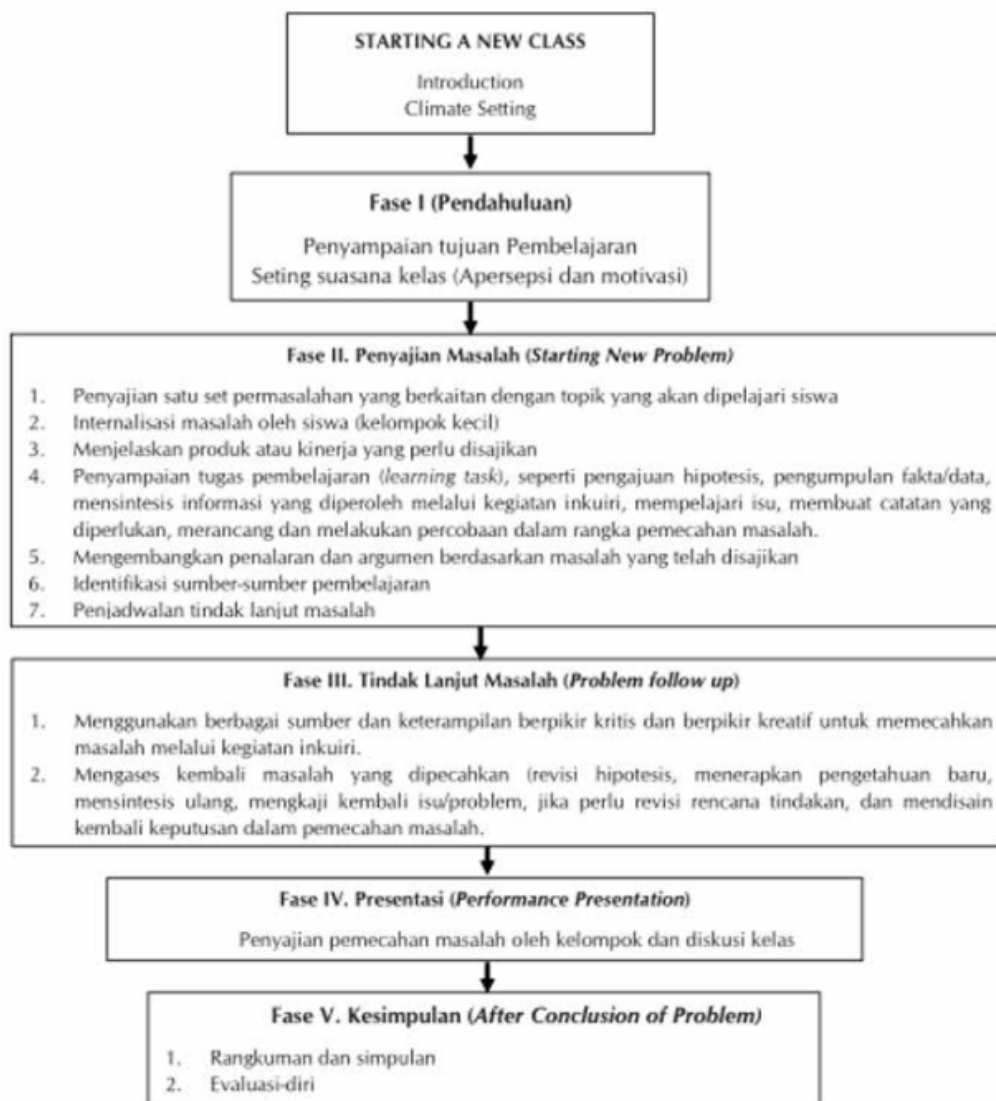 STARTING A NEW CLASS
Introduction
Climate Setting
Fase I (Pendahuluan)
Penyampaian tujuan Pembelajaran
Seting suasana kelas (Apersepsi dan motivasi)
Fase II. Penyajian Masalah (Starting New Problem)
1. Penyajian satu set permasalahan yang berkaitan dengan topik yang akan dipelajari siswa
2. Internalisasi masalah oleh siswa (kelompok kecil)
3. Menjelaskan produk atau kinerja yang perlu disajikan
4. Penyampaian tugas pembelajaran (learning task), seperti pengajuan hipotesis, pengumpulan fakta/data,
mensintesis informasi yang diperoleh melalui kegiatan inkuiri, mempelajari isu, membuat catatan yang
diperlukan, merancang dan melakukan percobaan dalam rangka pemecahan masalah.
5. Mengembangkan penalaran dan argumen berdasarkan masalah yang telah disajikan
6. Identifikasi sumber-sumber pembelajaran
7. Penjadwalan tindak lanjut masalah
Fase III. Tindak Lanjut Masalah (Problem follow up)
1. Menggunakan berbagai sumber dan keterampilan berpikir kritis dan berpikir kreatif untuk memecahkan
masalah melalui kegiatan inkuiri.
2. Mengases kembali masalah yang dipecahkan (revisi hipotesis, menerapkan pengetahuan baru,
mensintesis ulang, mengkaji kembali isu/problem, jika perlu revisi rencana tindakan, dan mendisain
kembali keputusan dalam pemecahan masalah.
Fase IV. Presentasi (Performance Presentation)
Penyajian pemecahan masalah oleh kelompok dan diskusi kelas
Fase V. Kesimpulan (After Conclusion of Problem)
1. Rangkuman dan simpulan
2. Evaluasi-diri